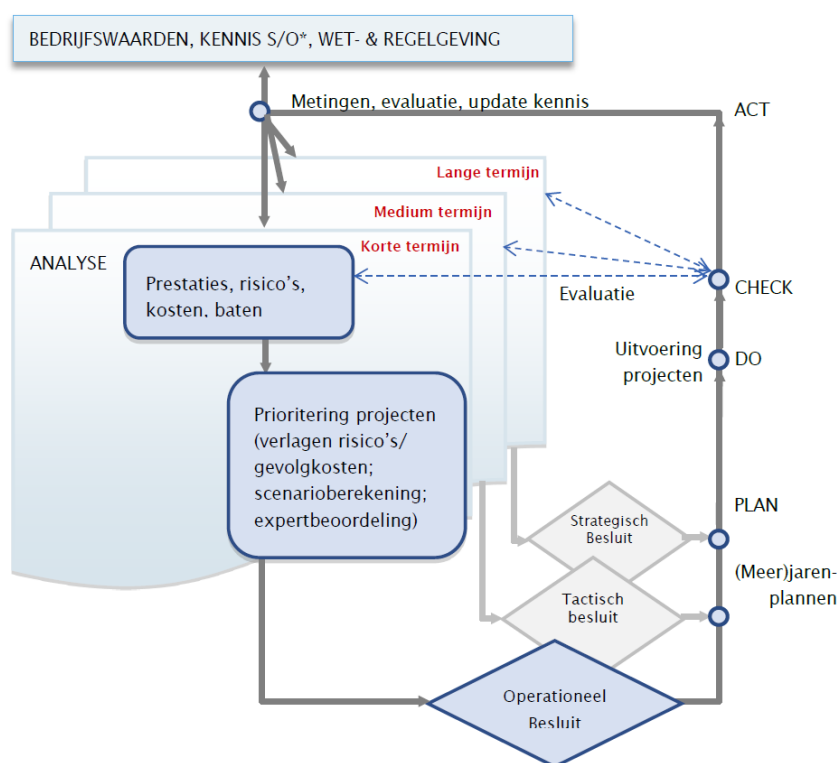 BEDRIJFSWAARDEN, KENNIS S/O*, WET- & REGELGEVING
Metingen, evaluatie, update kennis
ACT
Lange termijn
Medium termijn
Korte termijn
ANALYSE
Prestaties, risico's,
kosten, baten
Evaluatie
CHECK
Uitvoering
projecten
DO
Prioritering projecten
(verlagen risico's/
gevolgkosten;
scenarioberekening;
expertbeoordeling)
PLAN
Strategisch
Besluit
(Meer)jaren-
plannen
Tactisch
besluit
Operationeel
Besluit